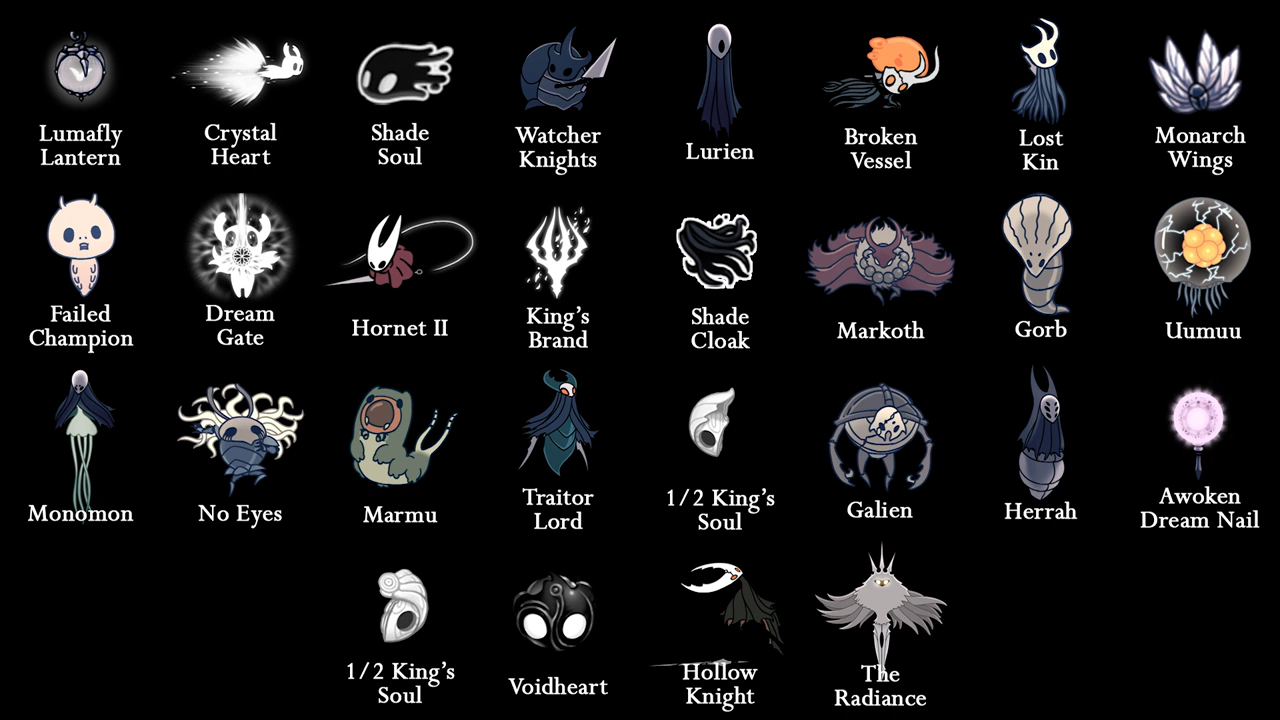 Lumafly
Lantern
Crystal
Heart
Shade
Soul
Watcher
Knights
Lurien
Broken
Vessel
Lost
Kin
Monarch
Wings
Failed
Champion
Dream
Gate
Hornet II
King's
Brand
Shade
Cloak
Markoth
Gorb
Uumuu
Monomon
No Eyes
Marmu
Traitor
Lord
1/2 King's
Soul
Galien
Herrah
Awoken
Dream Nail
1/2 King's
Soul
Voidheart
Hollow
Knight
The
Radiance